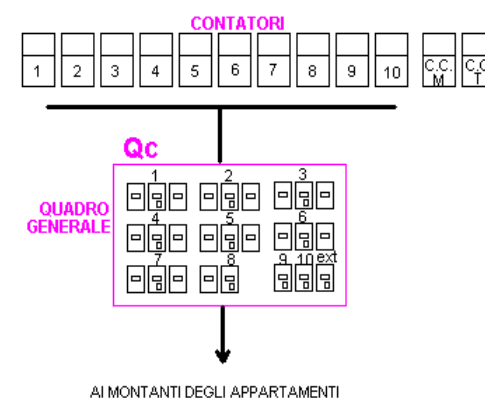 CONTATORI
1 2 3 4 5 6 7 8 9 10 C.C. M C.C T
Qc
QUADRO GENERALE
1 2 3
4 5 6
7 8 9 10 ext
AI MONTANTI DEGLI APPARTAMENTI